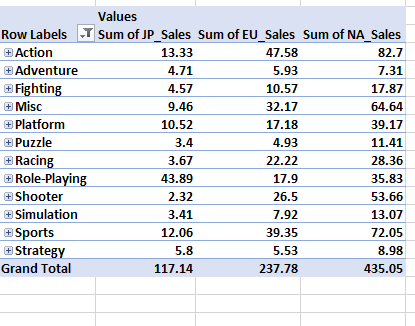 Values
Row Labels Sum of JP_Sales Sum of EU_Sales Sum of NA_Sales
Action 13.33 47.58 82.7
Adventure 4.71 5.93 7.31
Fighting 4.57 10.57 17.87
Misc 9.46 32.17 64.64
Platform 10.52 17.18 39.17
Puzzle 3.4 4.93 11.41
Racing 3.67 22.22 28.36
Role-Playing 43.89 17.9 35.83
Shooter 2.32 26.5 53.66
Simulation 3.41 7.92 13.07
Sports 12.06 39.35 72.05
Strategy 5.8 5.53 8.98
Grand Total 117.14 237.78 435.05